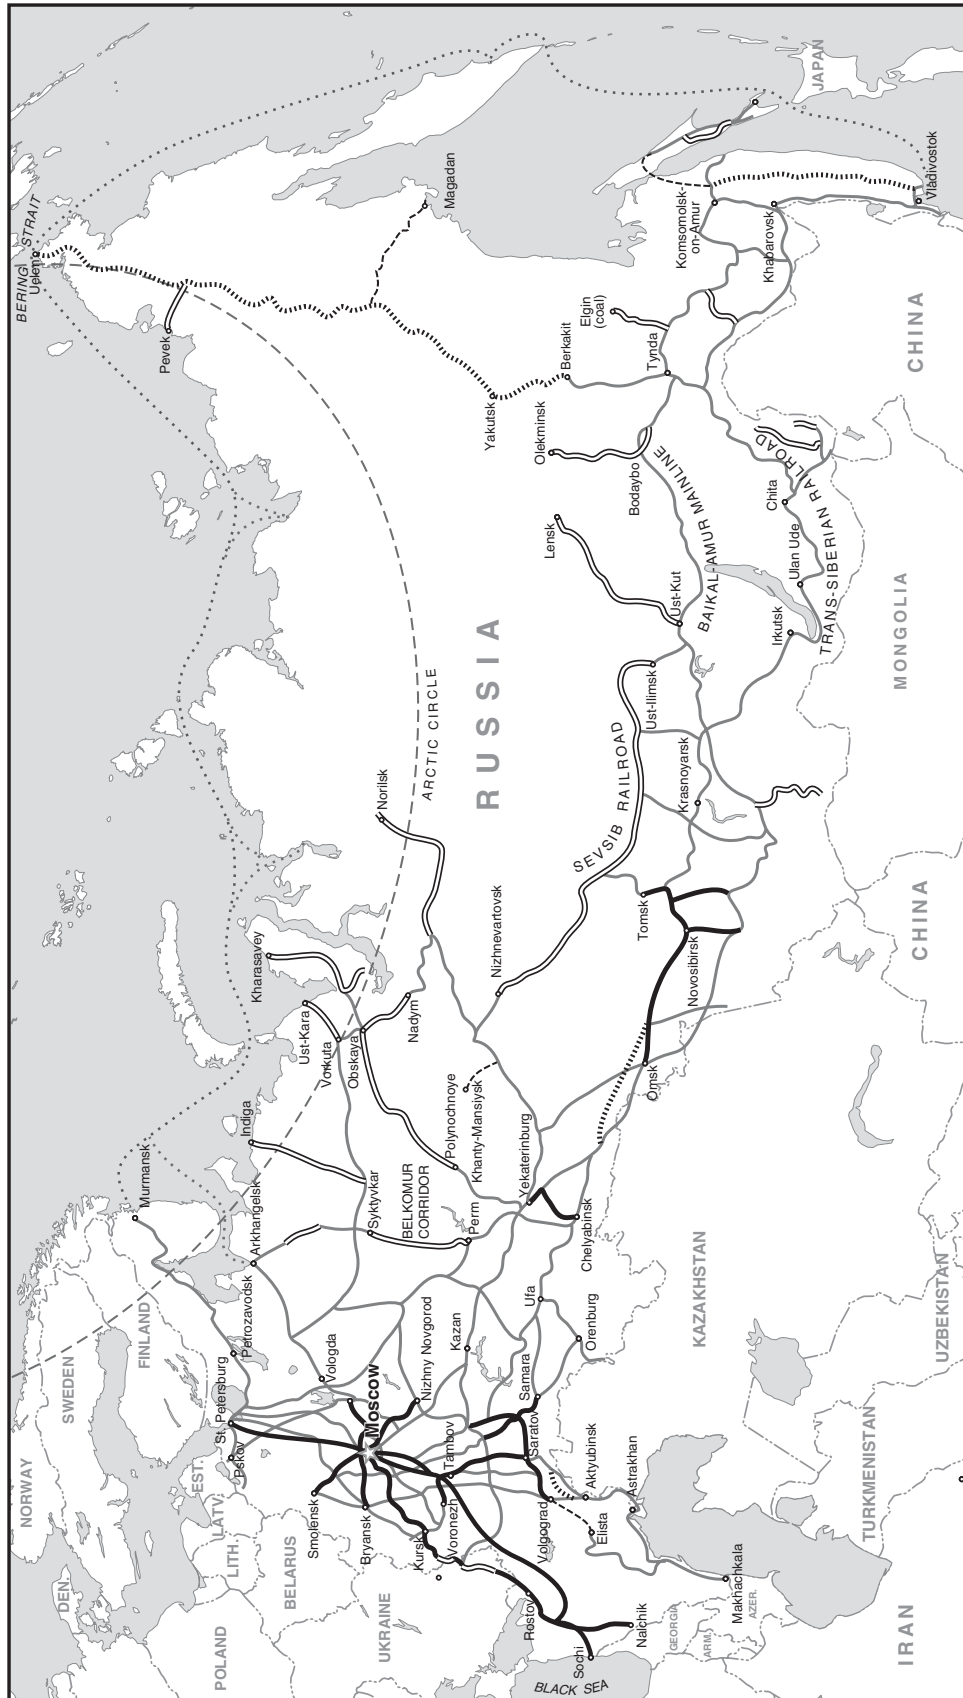 BERING STRAIT
Uelen
Pevek
Magadan
JAPAN
Vladivostok
Komsomolsk-
on-Amur
Khabarovsk
CHINA
Elgin
(coal)
Berkakit
Tynda
Yakutsk
Olekminsk
Bodaybo
BAIKAL-AMUR MAINLINE
TRANS-SIBERIAN RAILROAD
Chita
Ulan Ude
Irkutsk
MONGOLIA
Lensk
Ust-Kut
Ust-Ilimsk
RUSSIA
ARCTIC CIRCLE
SEVSIB RAILROAD
Krasnoyarsk
Norilsk
Tomsk
Novosibirsk
CHINA
Nizhnevartovsk
Kharasavey
Ust-Kara
Vorkuta
Obskaya
Nadym
Polynochnoye
Khanty-Mansiysk
Omsk
Yekaterinburg
Chelyabinsk
Indiga
Murmansk
Arkhangelsk
Syktyvkar
BELKOMUR
CORRIDOR
Perm
Ufa
Orenburg
KAZAKHSTAN
UZBEKISTAN
Petrozavodsk
FINLAND
SWEDEN
NORWAY
St. Petersburg
Pskov
Vologda
Nizhny Novgorod
Kazan
Samara
Moscow
Tambov
Saratov
Aktyubinsk
Astrakhan
TURKMENISTAN
EST.
LATV.
LITH.
DEN.
BELARUS
POLAND
UKRAINE
Smolensk
Bryansk
Kursk
Voronezh
Volgograd
Elista
Rostov
Sochi
Nalchik
Makhachkala
GEORGIA
ARM.
AZER.
IRAN
BLACK SEA